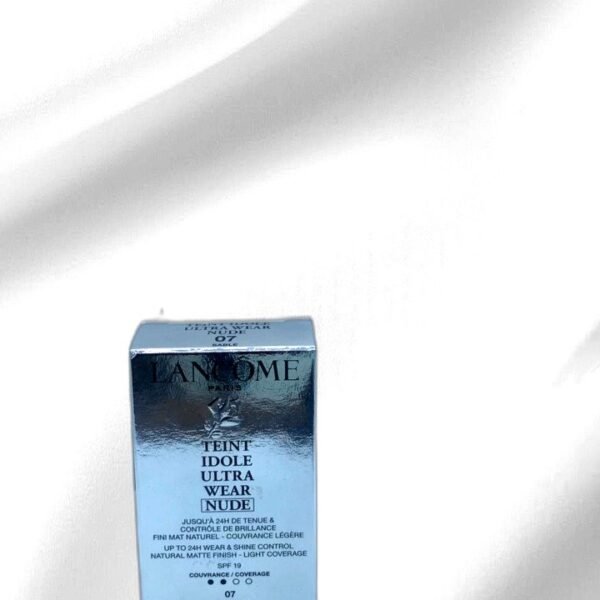 TEINT IDOLE
ULTRA WEAR
NUDE
07
SABLE
LANCÔME
PARIS
TEINT
IDOLE
ULTRA
WEAR
NUDE
JUSQU'À 24H DE TENUE &
CONTRÔLE DE BRILLANCE
FINI MAT NATUREL - COUVRANCE LÉGÈRE
UP TO 24H WEAR & SHINE CONTROL
NATURAL MATTE FINISH - LIGHT COVERAGE
SPF 19
COUVRANCE / COVERAGE
07